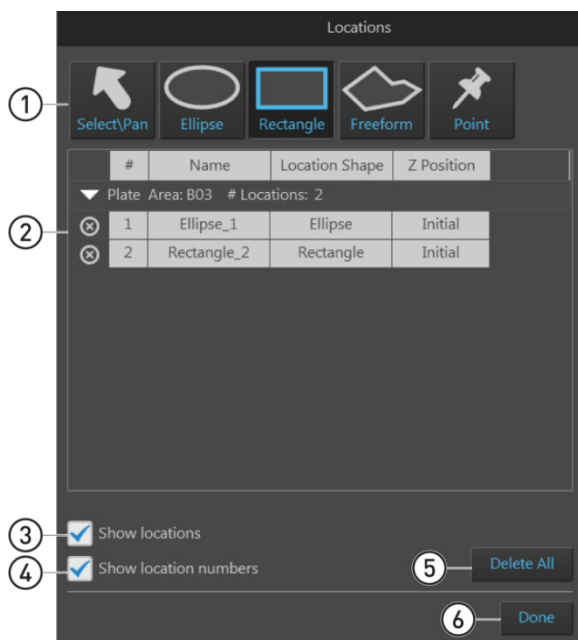 Locations
1
Select\Pan Ellipse Rectangle Freeform Point
# Name Location Shape Z Position
Plate Area: B03 # Locations: 2
2
1 Ellipse_1 Ellipse Initial
2 Rectangle_2 Rectangle Initial
3 Show locations
4 Show location numbers
5 Delete All
6 Done